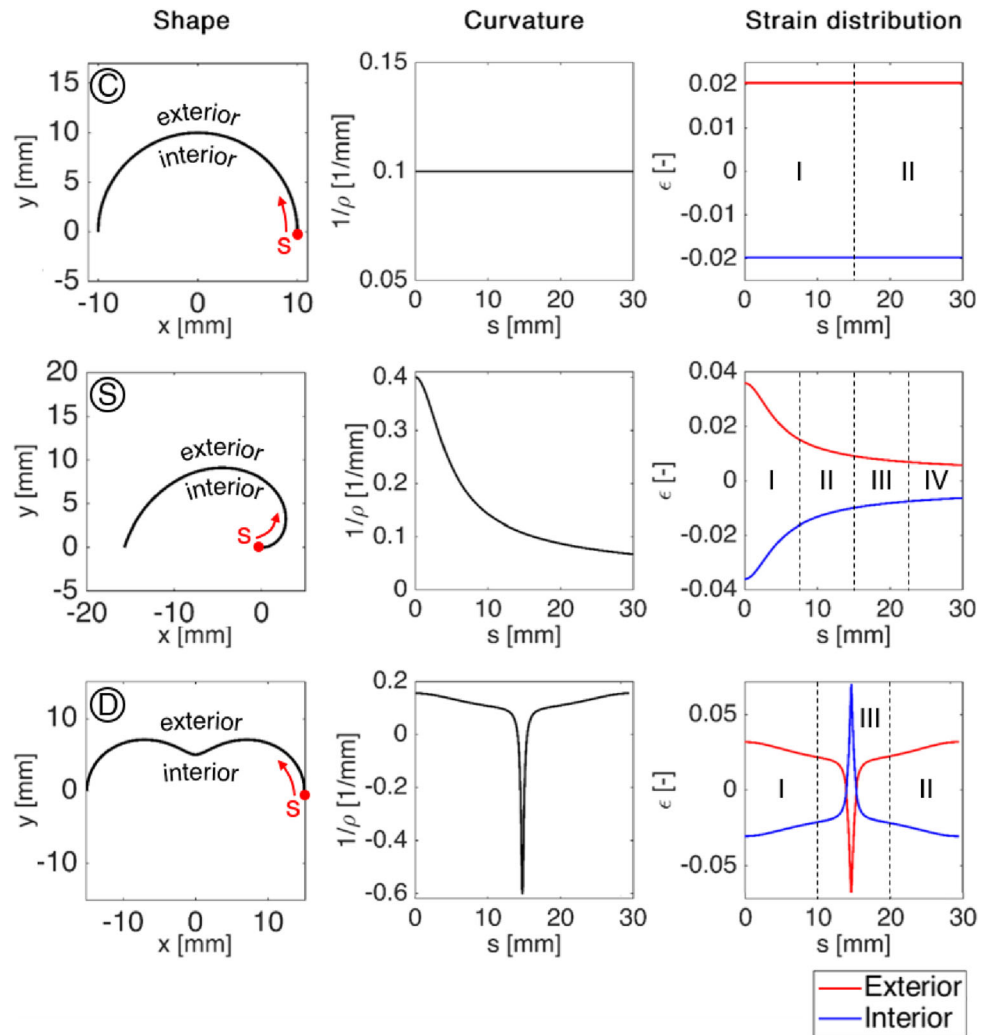 Shape Curvature Strain distribution
C
exterior
interior
S
y [mm]
15
10
5
0
-5
-10 0 10
x [mm]
1/ρ [1/mm]
0.15
0.1
0.05
0 10 20 30
s [mm]
ϵ [-]
0.02
0.01
0
-0.01
-0.02
I II
0 10 20 30
s [mm]
S
exterior
interior
S
y [mm]
20
15
10
5
0
-5
-20 -10 0
x [mm]
1/ρ [1/mm]
0.4
0.3
0.2
0.1
0
0 10 20 30
s [mm]
ϵ [-]
0.04
0.02
0
-0.02
-0.04
I II III IV
0 10 20 30
s [mm]
D
exterior
interior
S
y [mm]
10
0
-10
-10 0 10
x [mm]
1/ρ [1/mm]
0.2
0
-0.2
-0.4
-0.6
0 10 20 30
s [mm]
ϵ [-]
0.05
0
-0.05
III
I II
0 10 20 30
s [mm]
Exterior
Interior